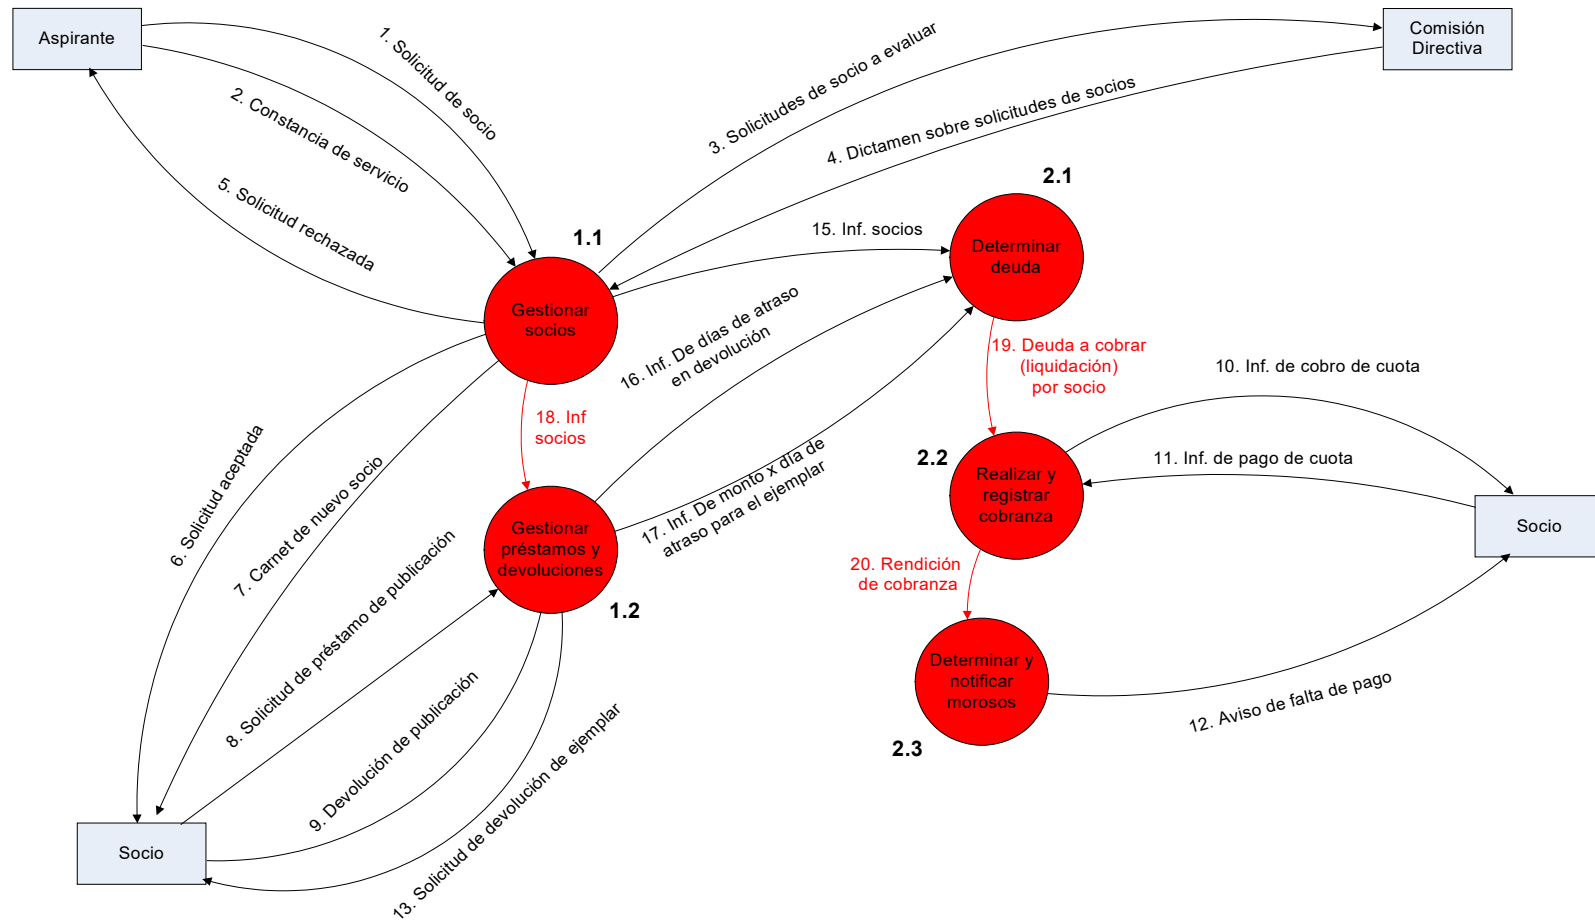 Aspirante
Comisión
Directiva
1. Solicitud de socio
2. Constancia de servicio
5. Solicitud rechazada
3. Solicitudes de socio a evaluar
4. Dictamen sobre solicitudes de socios
2.1
Determinar
deuda
1.1
Gestionar
socios
15. Inf. socios
16. Inf. De días de atraso
en devolución
19. Deuda a cobrar
(liquidación)
por socio
10. Inf. de cobro de cuota
18. Inf
socios
2.2
Realizar y
registrar
cobranza
11. Inf. de pago de cuota
17. Inf. De monto x día de
atraso para el ejemplar
6. Solicitud aceptada
7. Carnet de nuevo socio
Gestionar
préstamos y
devoluciones
1.2
Socio
20. Rendición
de cobranza
8. Solicitud de préstamo de publicación
Determinar y
notificar
morosos
2.3
12. Aviso de falta de pago
9. Devolución de publicación
13. Solicitud de devolución de ejemplar
Socio